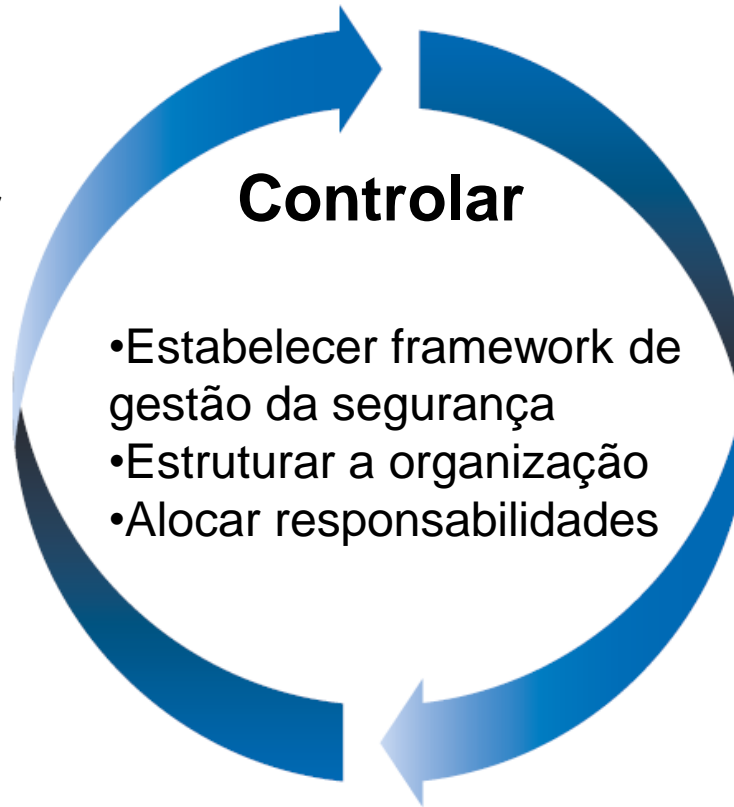 Controlar
•Estabelecer framework de
gestão da segurança
•Estruturar a organização
•Alocar responsabilidades